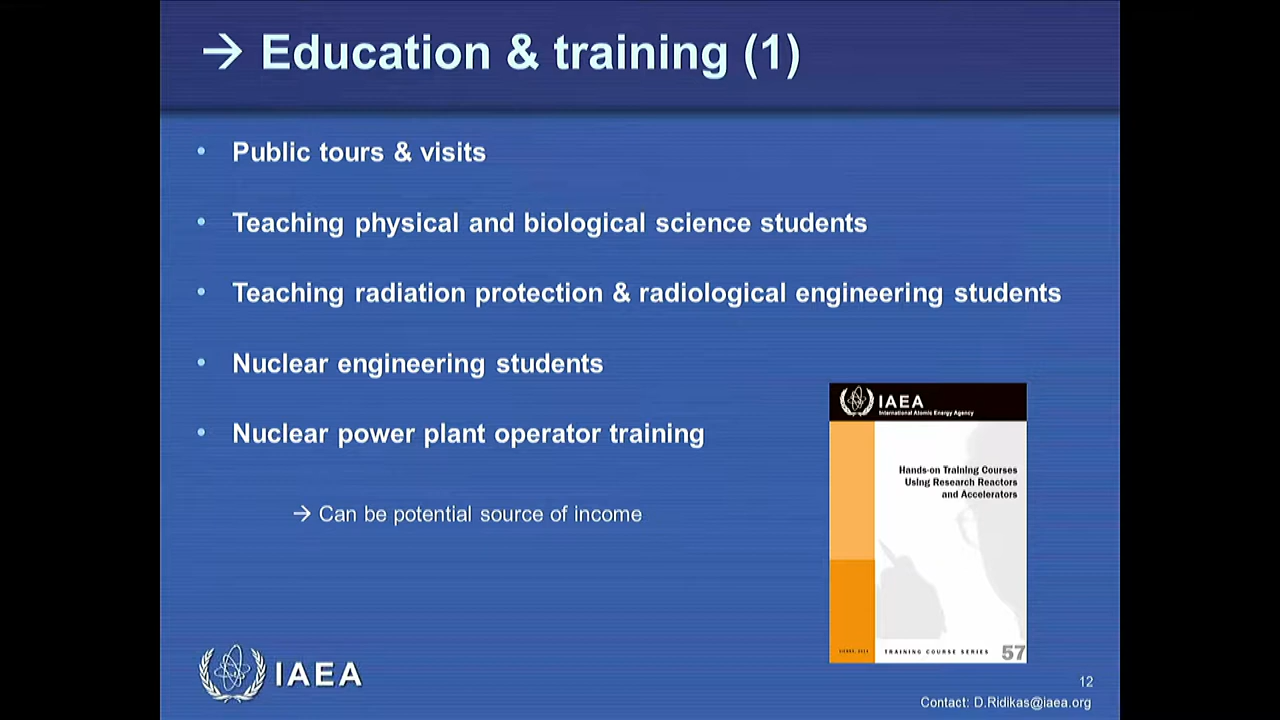 → Education & training (1)
• Public tours & visits
• Teaching physical and biological science students
• Teaching radiation protection & radiological engineering students
• Nuclear engineering students
• Nuclear power plant operator training
→ Can be potential source of income
IAEA
International Atomic Energy Agency
Hands-on Training Courses
Using Research Reactors
and Accelerators
TRAINING COURSE SERIES 57
IAEA
12
Contact: D.Ridikas@iaea.org